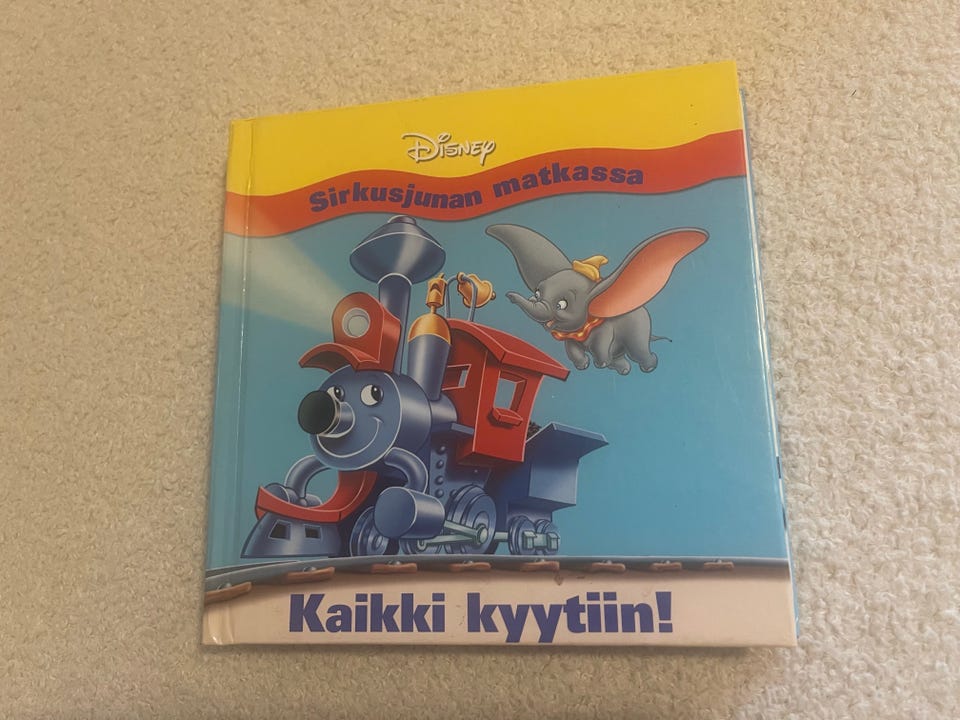 Disney
Sirkusjunan matkassa
Kaikki kyytiin!